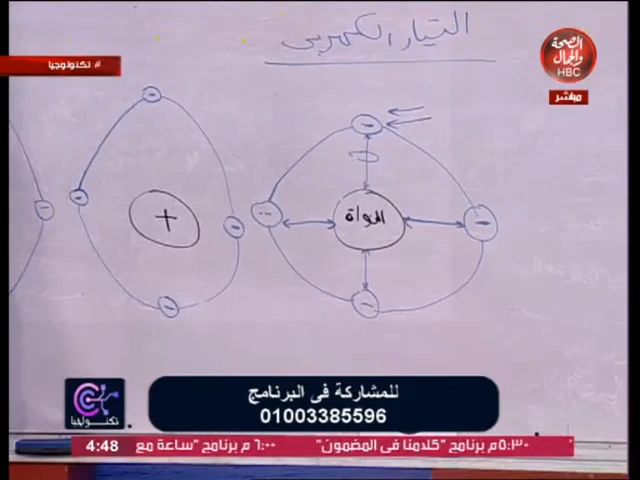 التيار الكهربي
الصحة
والجمال
HBC
# تكنولوجيا
مباشر
-
-
-
-
+
-
-
-
-
-
النواة
للمشاركة فى البرنامج
01003385596
تكنولوجيا
4:48
٥:٣٠م برنامج "كلامنا فى المضمون"
٦:٠٠ م برنامج "ساعة مع